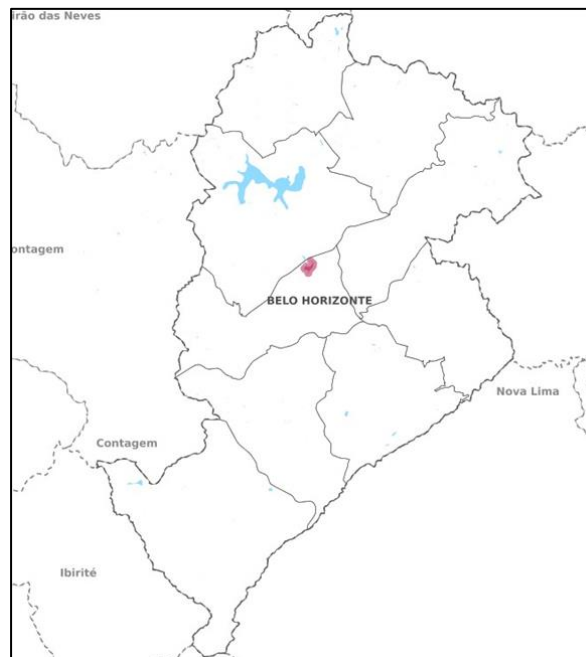 irão das Neves
ontagem
BELO HORIZONTE
Nova Lima
Contagem
Ibirité